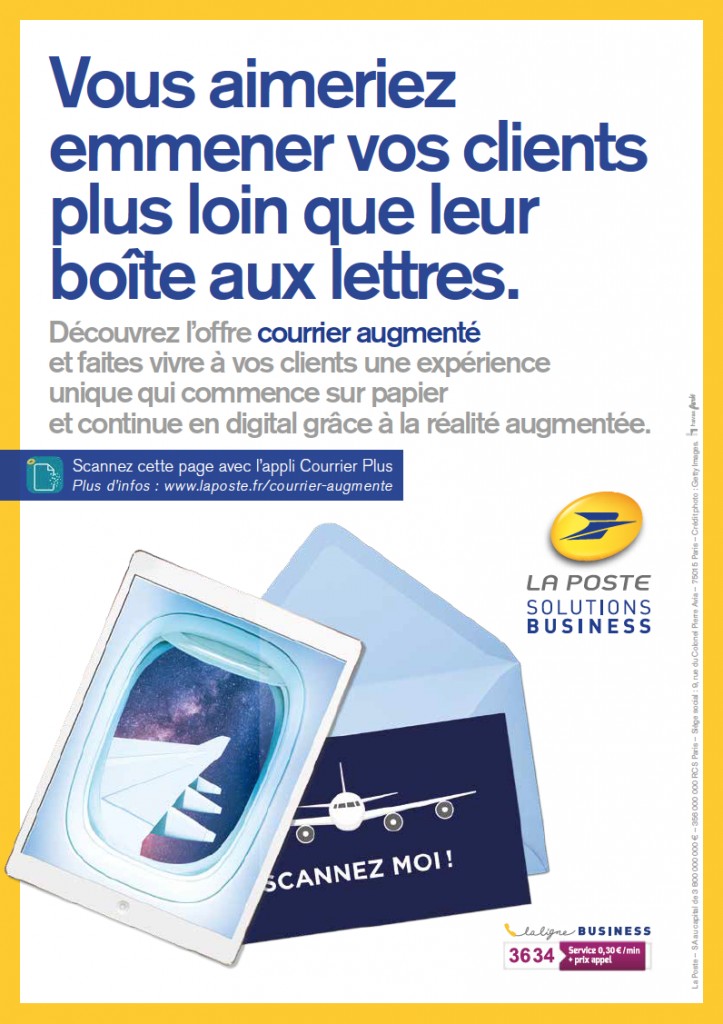 Vous aimeriez
emmener vos clients
plus loin que leur
boîte aux lettres.
Découvrez l'offre courrier augmenté
et faites vivre à vos clients une expérience
unique qui commence sur papier
et continue en digital grâce à la réalité augmentée.
Scannez cette page avec l'appli Courrier Plus
Plus d'infos : www.laposte.fr/courrier-augmente
LA POSTE
SOLUTIONS
BUSINESS
SCANNEZ MOI !
la ligne BUSINESS
3634 Service 0,30 € / min
+ prix appel
La Poste – SA au capital de 3 800 000 000 € – 356 000 000 RCS Paris – Siège social : 9, rue du Colonel Pierre Avia – 75015 Paris – Crédit photo : Getty Images.